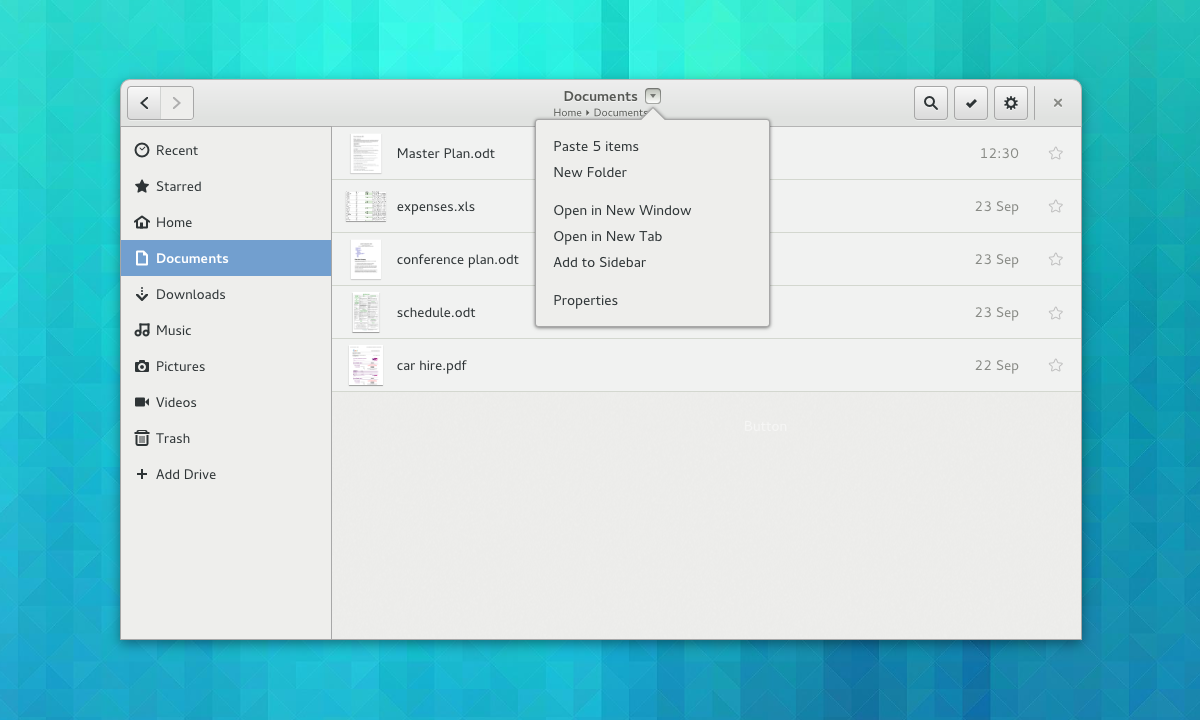 Documents
Home ▸ Documents
Recent
Starred
Home
Documents
Downloads
Music
Pictures
Videos
Trash
Add Drive
Master Plan.odt 12:30
expenses.xls 23 Sep
conference plan.odt 23 Sep
schedule.odt 23 Sep
car hire.pdf 22 Sep
Paste 5 items
New Folder
Open in New Window
Open in New Tab
Add to Sidebar
Properties
Button